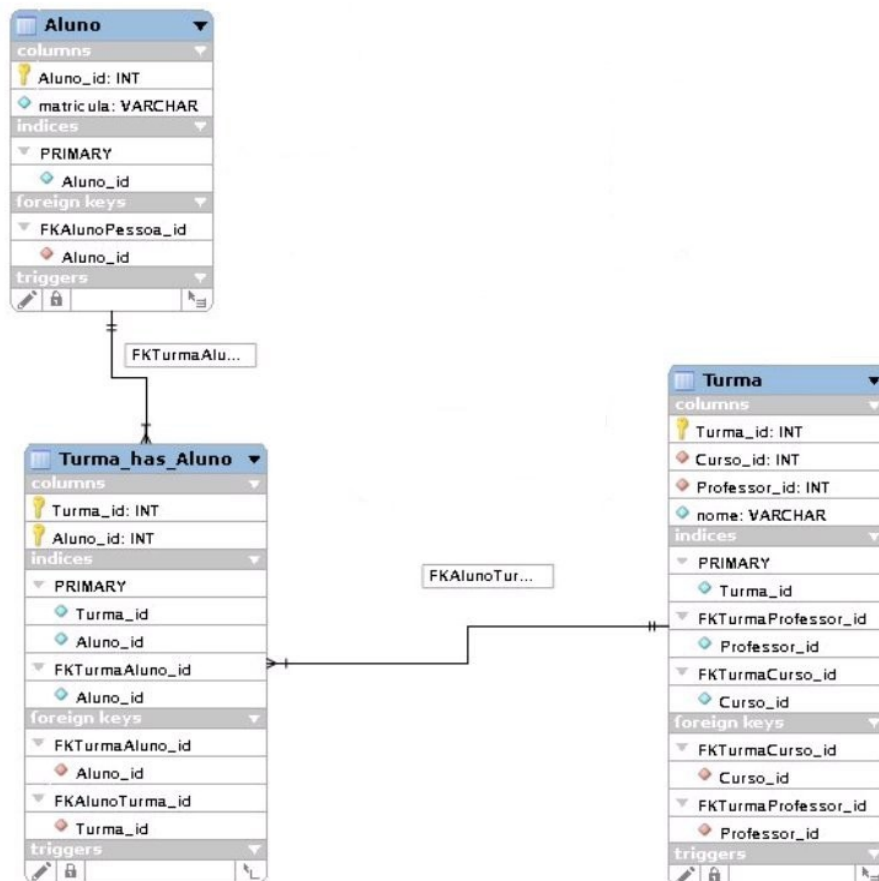 Aluno
columns
Aluno_id: INT
matricula: VARCHAR
indices
PRIMARY
Aluno_id
foreign keys
FKAlunoPessoa_id
Aluno_id
triggers
FKTurmaAlu...
Turma_has_Aluno
columns
Turma_id: INT
Aluno_id: INT
indices
PRIMARY
Turma_id
Aluno_id
FKTurmaAluno_id
Aluno_id
foreign keys
FKTurmaAluno_id
Aluno_id
FKAlunoTurma_id
Turma_id
triggers
FKAlunoTur...
Turma
columns
Turma_id: INT
Curso_id: INT
Professor_id: INT
nome: VARCHAR
indices
PRIMARY
Turma_id
FKTurmaProfessor_id
Professor_id
FKTurmaCurso_id
Curso_id
foreign keys
FKTurmaCurso_id
Curso_id
FKTurmaProfessor_id
Professor_id
triggers